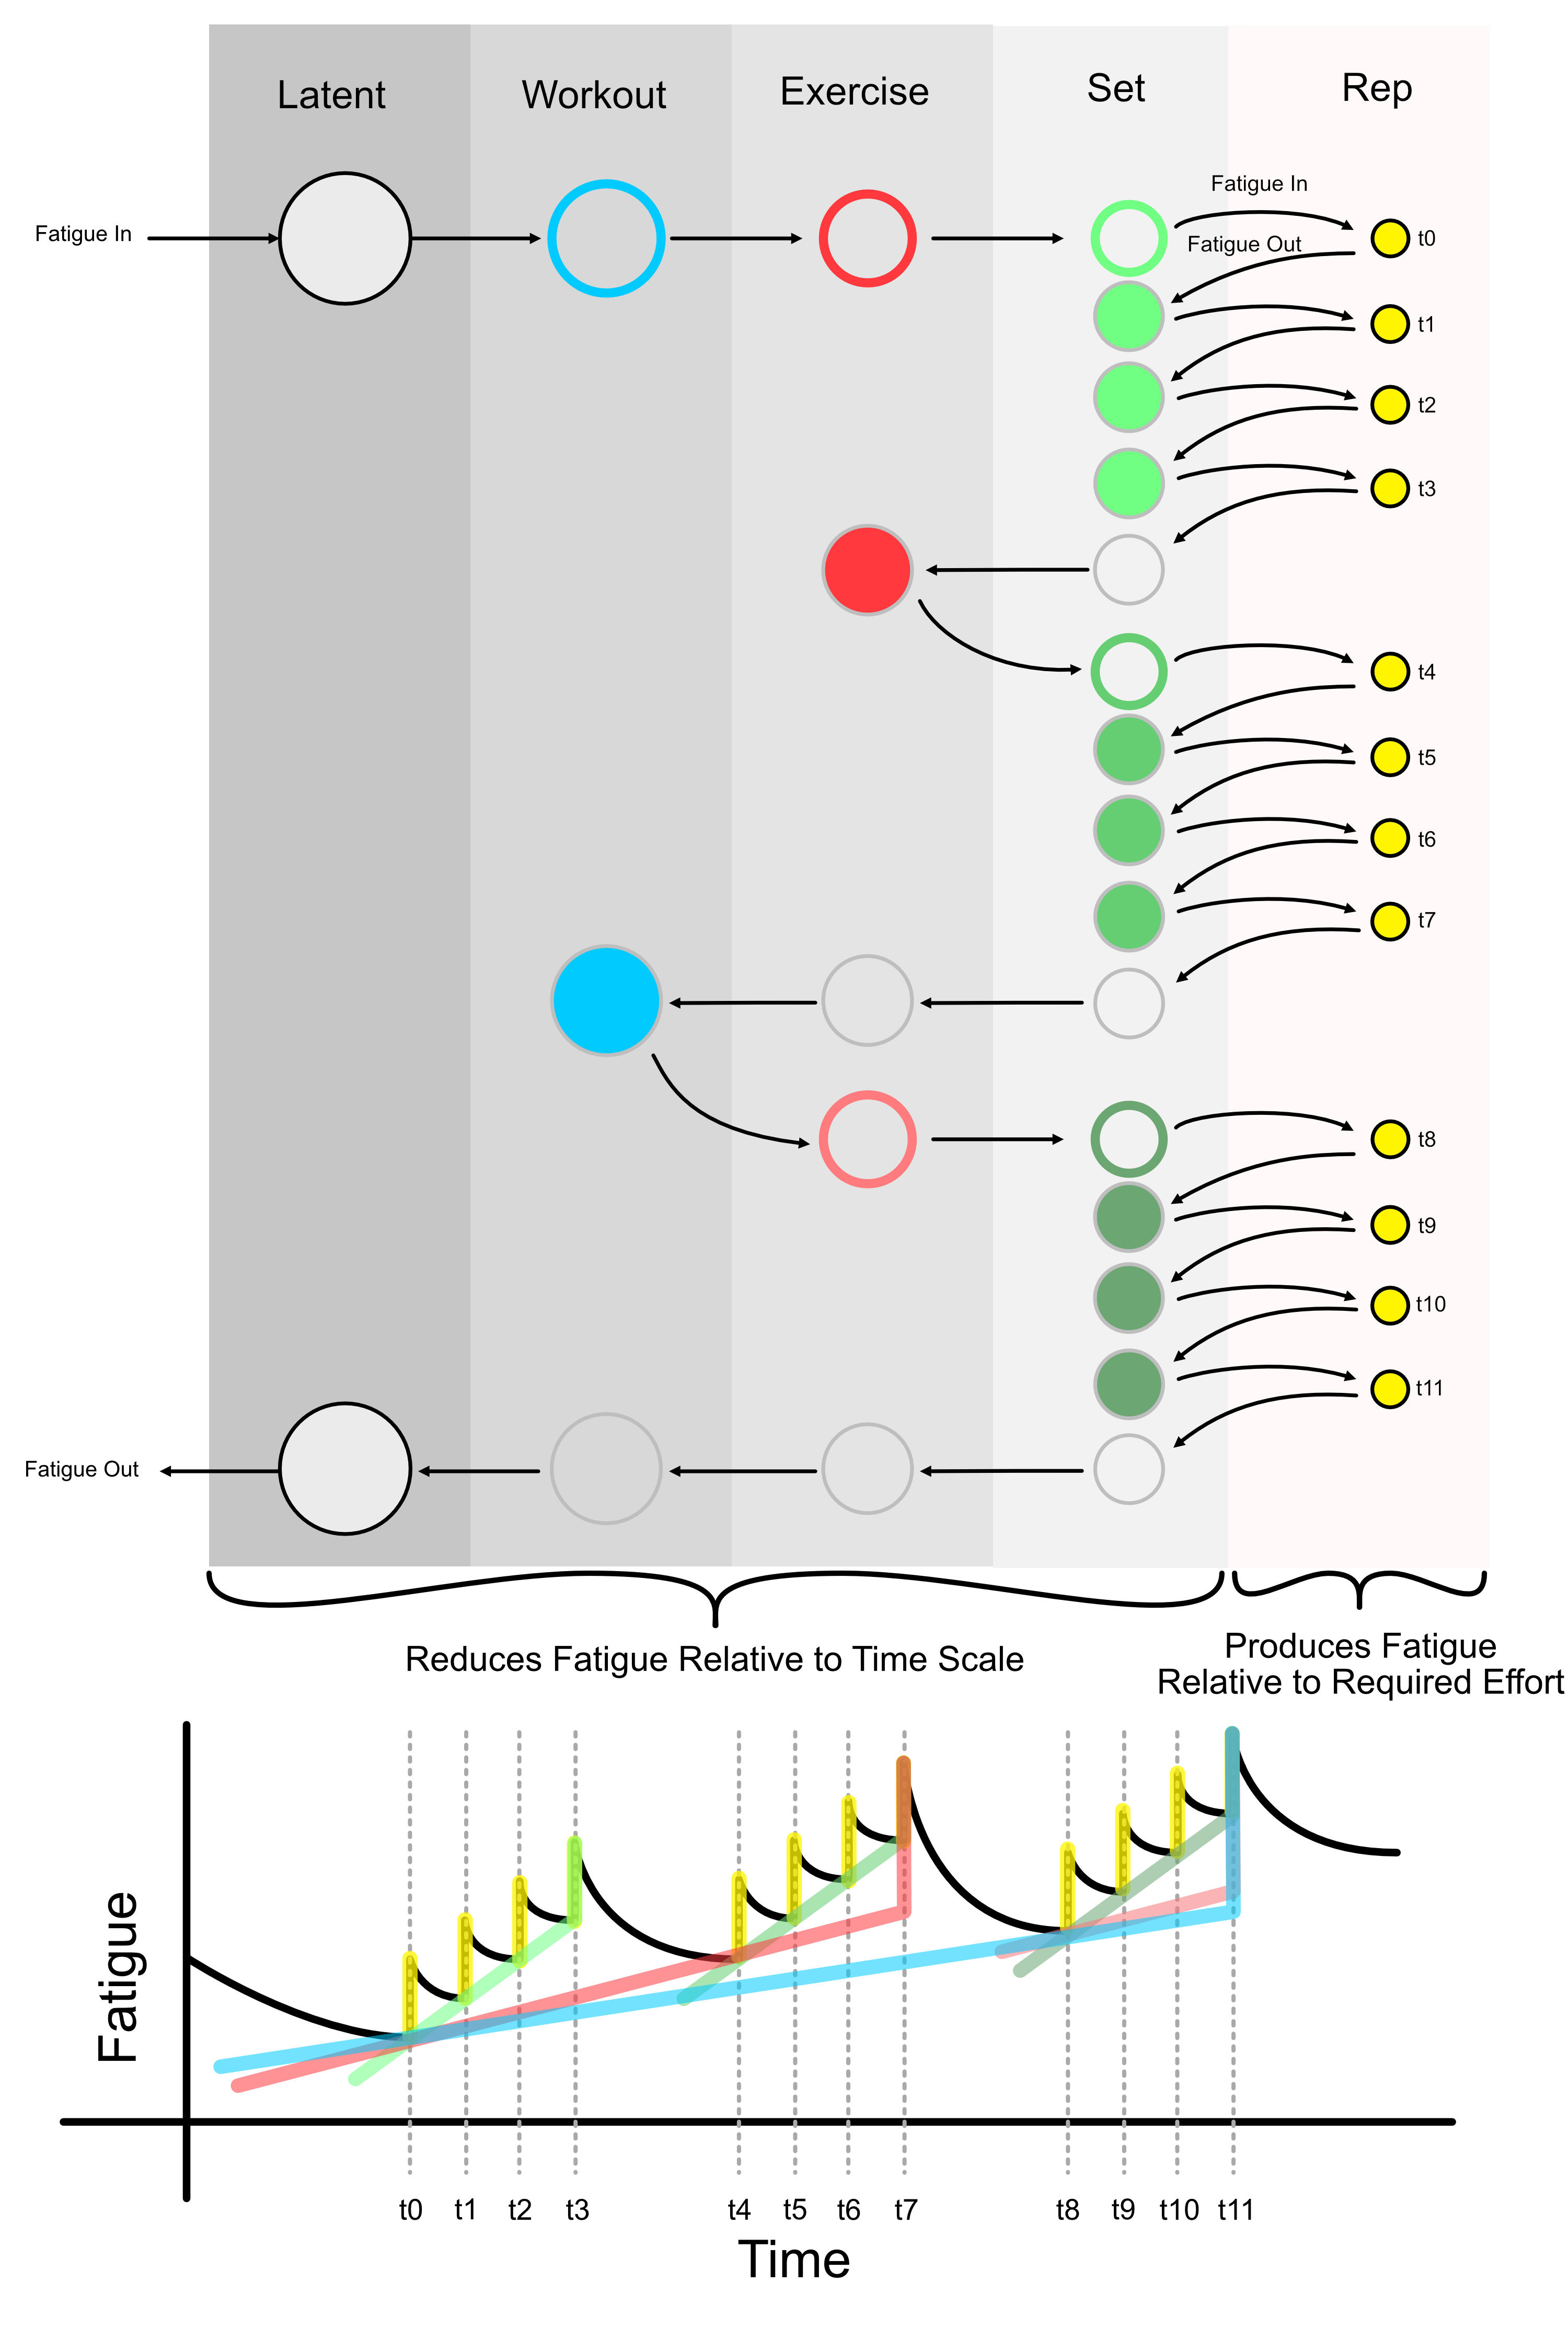 Latent
Workout
Exercise
Set
Rep
Fatigue In
Fatigue In
Fatigue Out
t0
t1
t2
t3
t4
t5
t6
t7
t8
t9
t10
t11
Fatigue Out
Reduces Fatigue Relative to Time Scale
Produces Fatigue
Relative to Required Effort
Fatigue
t0 t1 t2 t3 t4 t5 t6 t7 t8 t9 t10 t11
Time